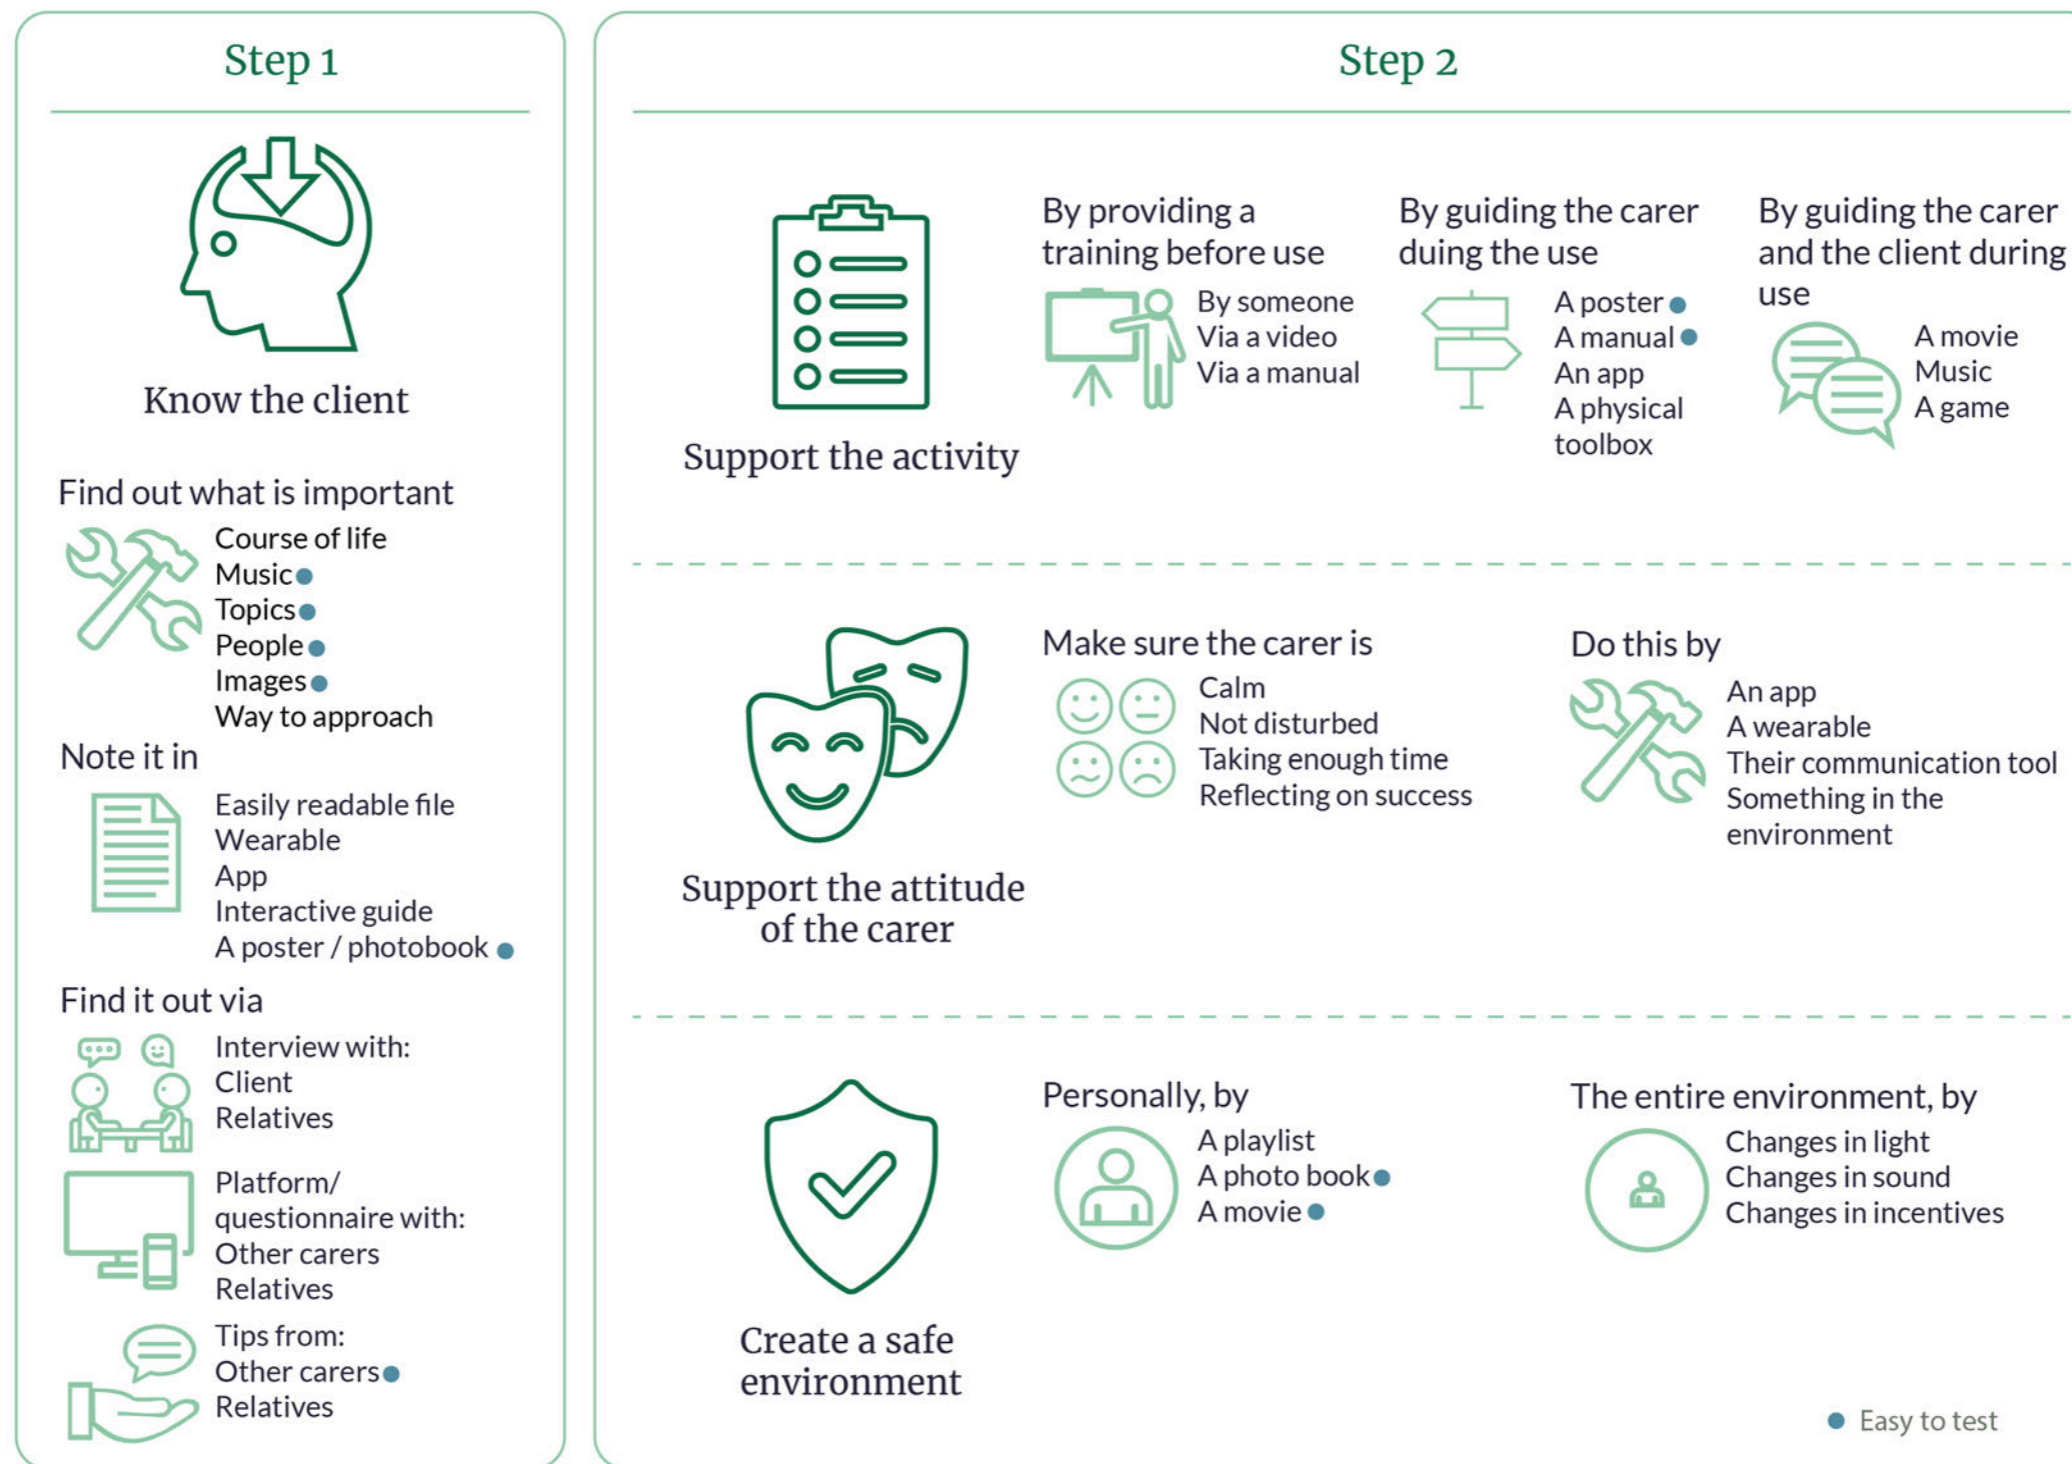 Step 1
Know the client
Find out what is important
Course of life
Music
Topics
People
Images
Way to approach
Note it in
Easily readable file
Wearable
App
Interactive guide
A poster / photobook
Find it out via
Interview with:
Client
Relatives
Platform/
questionnaire with:
Other carers
Relatives
Tips from:
Other carers
Relatives
Step 2
Support the activity
By providing a
training before use
By someone
Via a video
Via a manual
By guiding the carer
duing the use
A poster
A manual
An app
A physical
toolbox
By guiding the carer
and the client during
use
A movie
Music
A game
Support the attitude
of the carer
Make sure the carer is
Calm
Not disturbed
Taking enough time
Reflecting on success
Do this by
An app
A wearable
Their communication tool
Something in the
environment
Create a safe
environment
Personally, by
A playlist
A photo book
A movie
The entire environment, by
Changes in light
Changes in sound
Changes in incentives
Easy to test